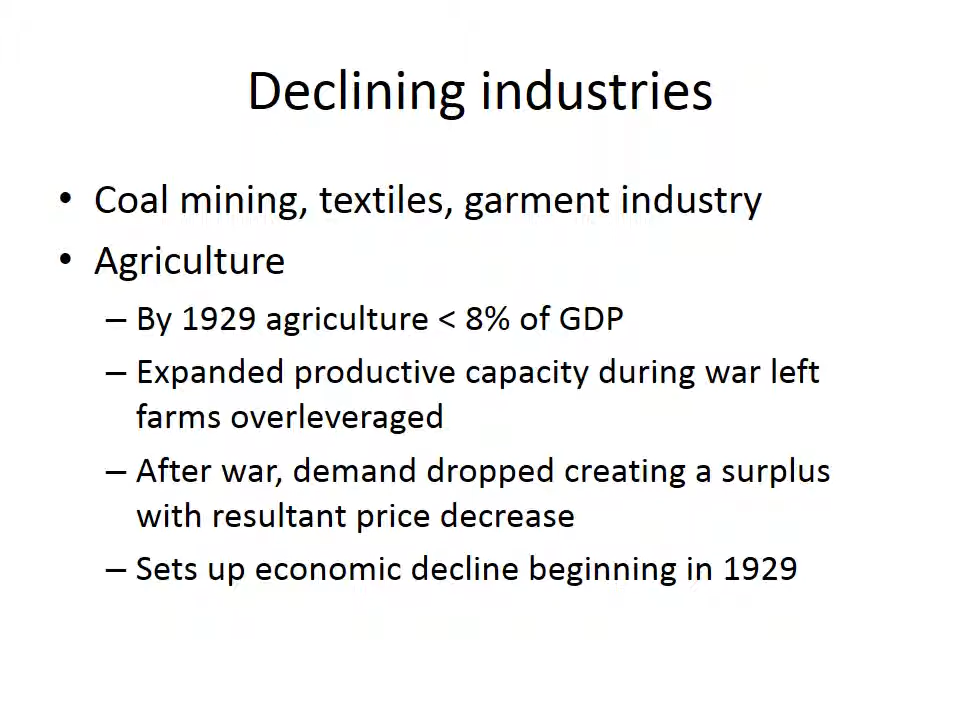 Declining industries
• Coal mining, textiles, garment industry
• Agriculture
– By 1929 agriculture < 8% of GDP
– Expanded productive capacity during war left
farms overleveraged
– After war, demand dropped creating a surplus
with resultant price decrease
– Sets up economic decline beginning in 1929